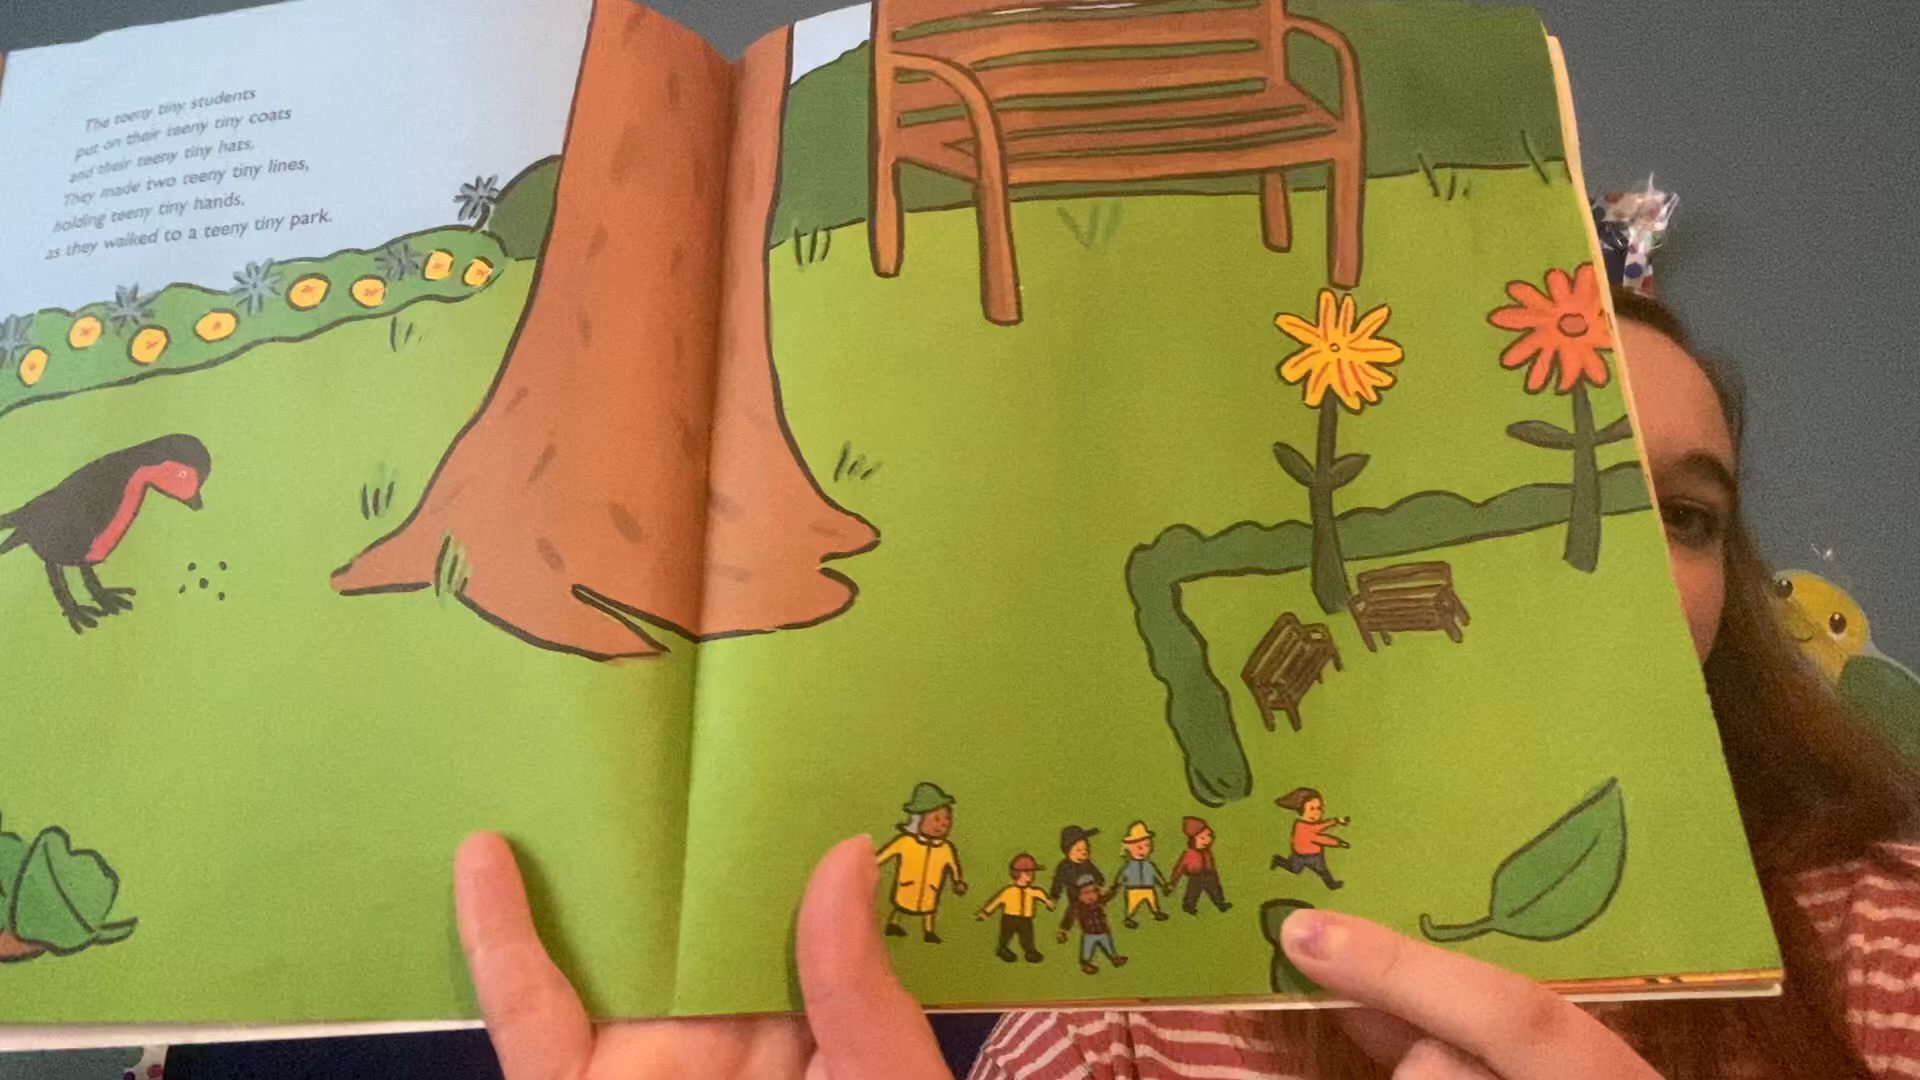 The teeny tiny students
put on their teeny tiny coats
and their teeny tiny hats.
They made two teeny tiny lines,
holding teeny tiny hands,
as they walked to a teeny tiny park.